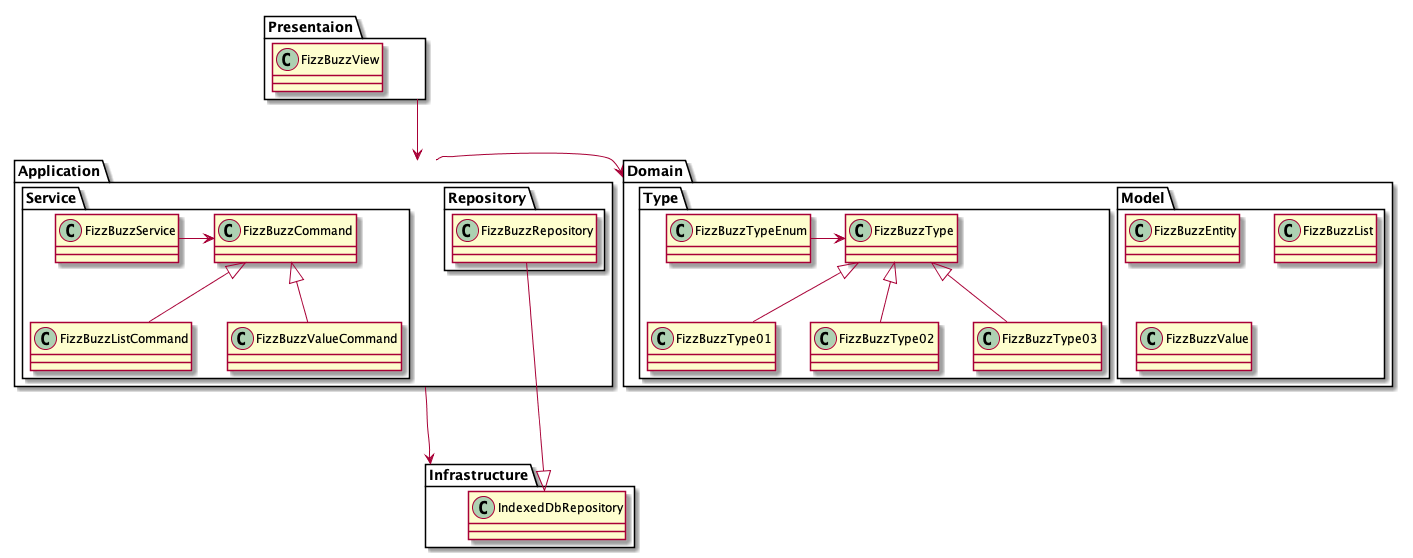 Presentaion
C FizzBuzzView
Application
Service
C FizzBuzzService
C FizzBuzzCommand
C FizzBuzzListCommand
C FizzBuzzValueCommand
Repository
C FizzBuzzRepository
Domain
Type
C FizzBuzzTypeEnum
C FizzBuzzType
C FizzBuzzType01
C FizzBuzzType02
C FizzBuzzType03
Model
C FizzBuzzEntity
C FizzBuzzList
C FizzBuzzValue
Infrastructure
C IndexedDbRepository